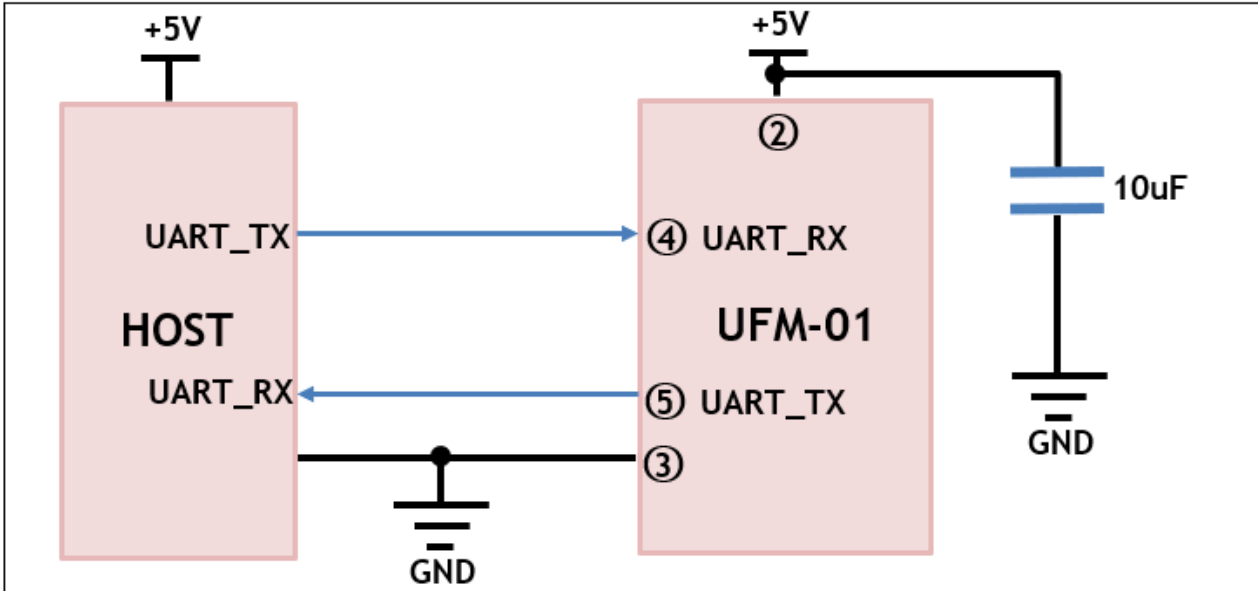 +5V
+5V
②
10uF
UART_TX
④ UART_RX
HOST
UFM-01
UART_RX
⑤ UART_TX
③
GND
GND